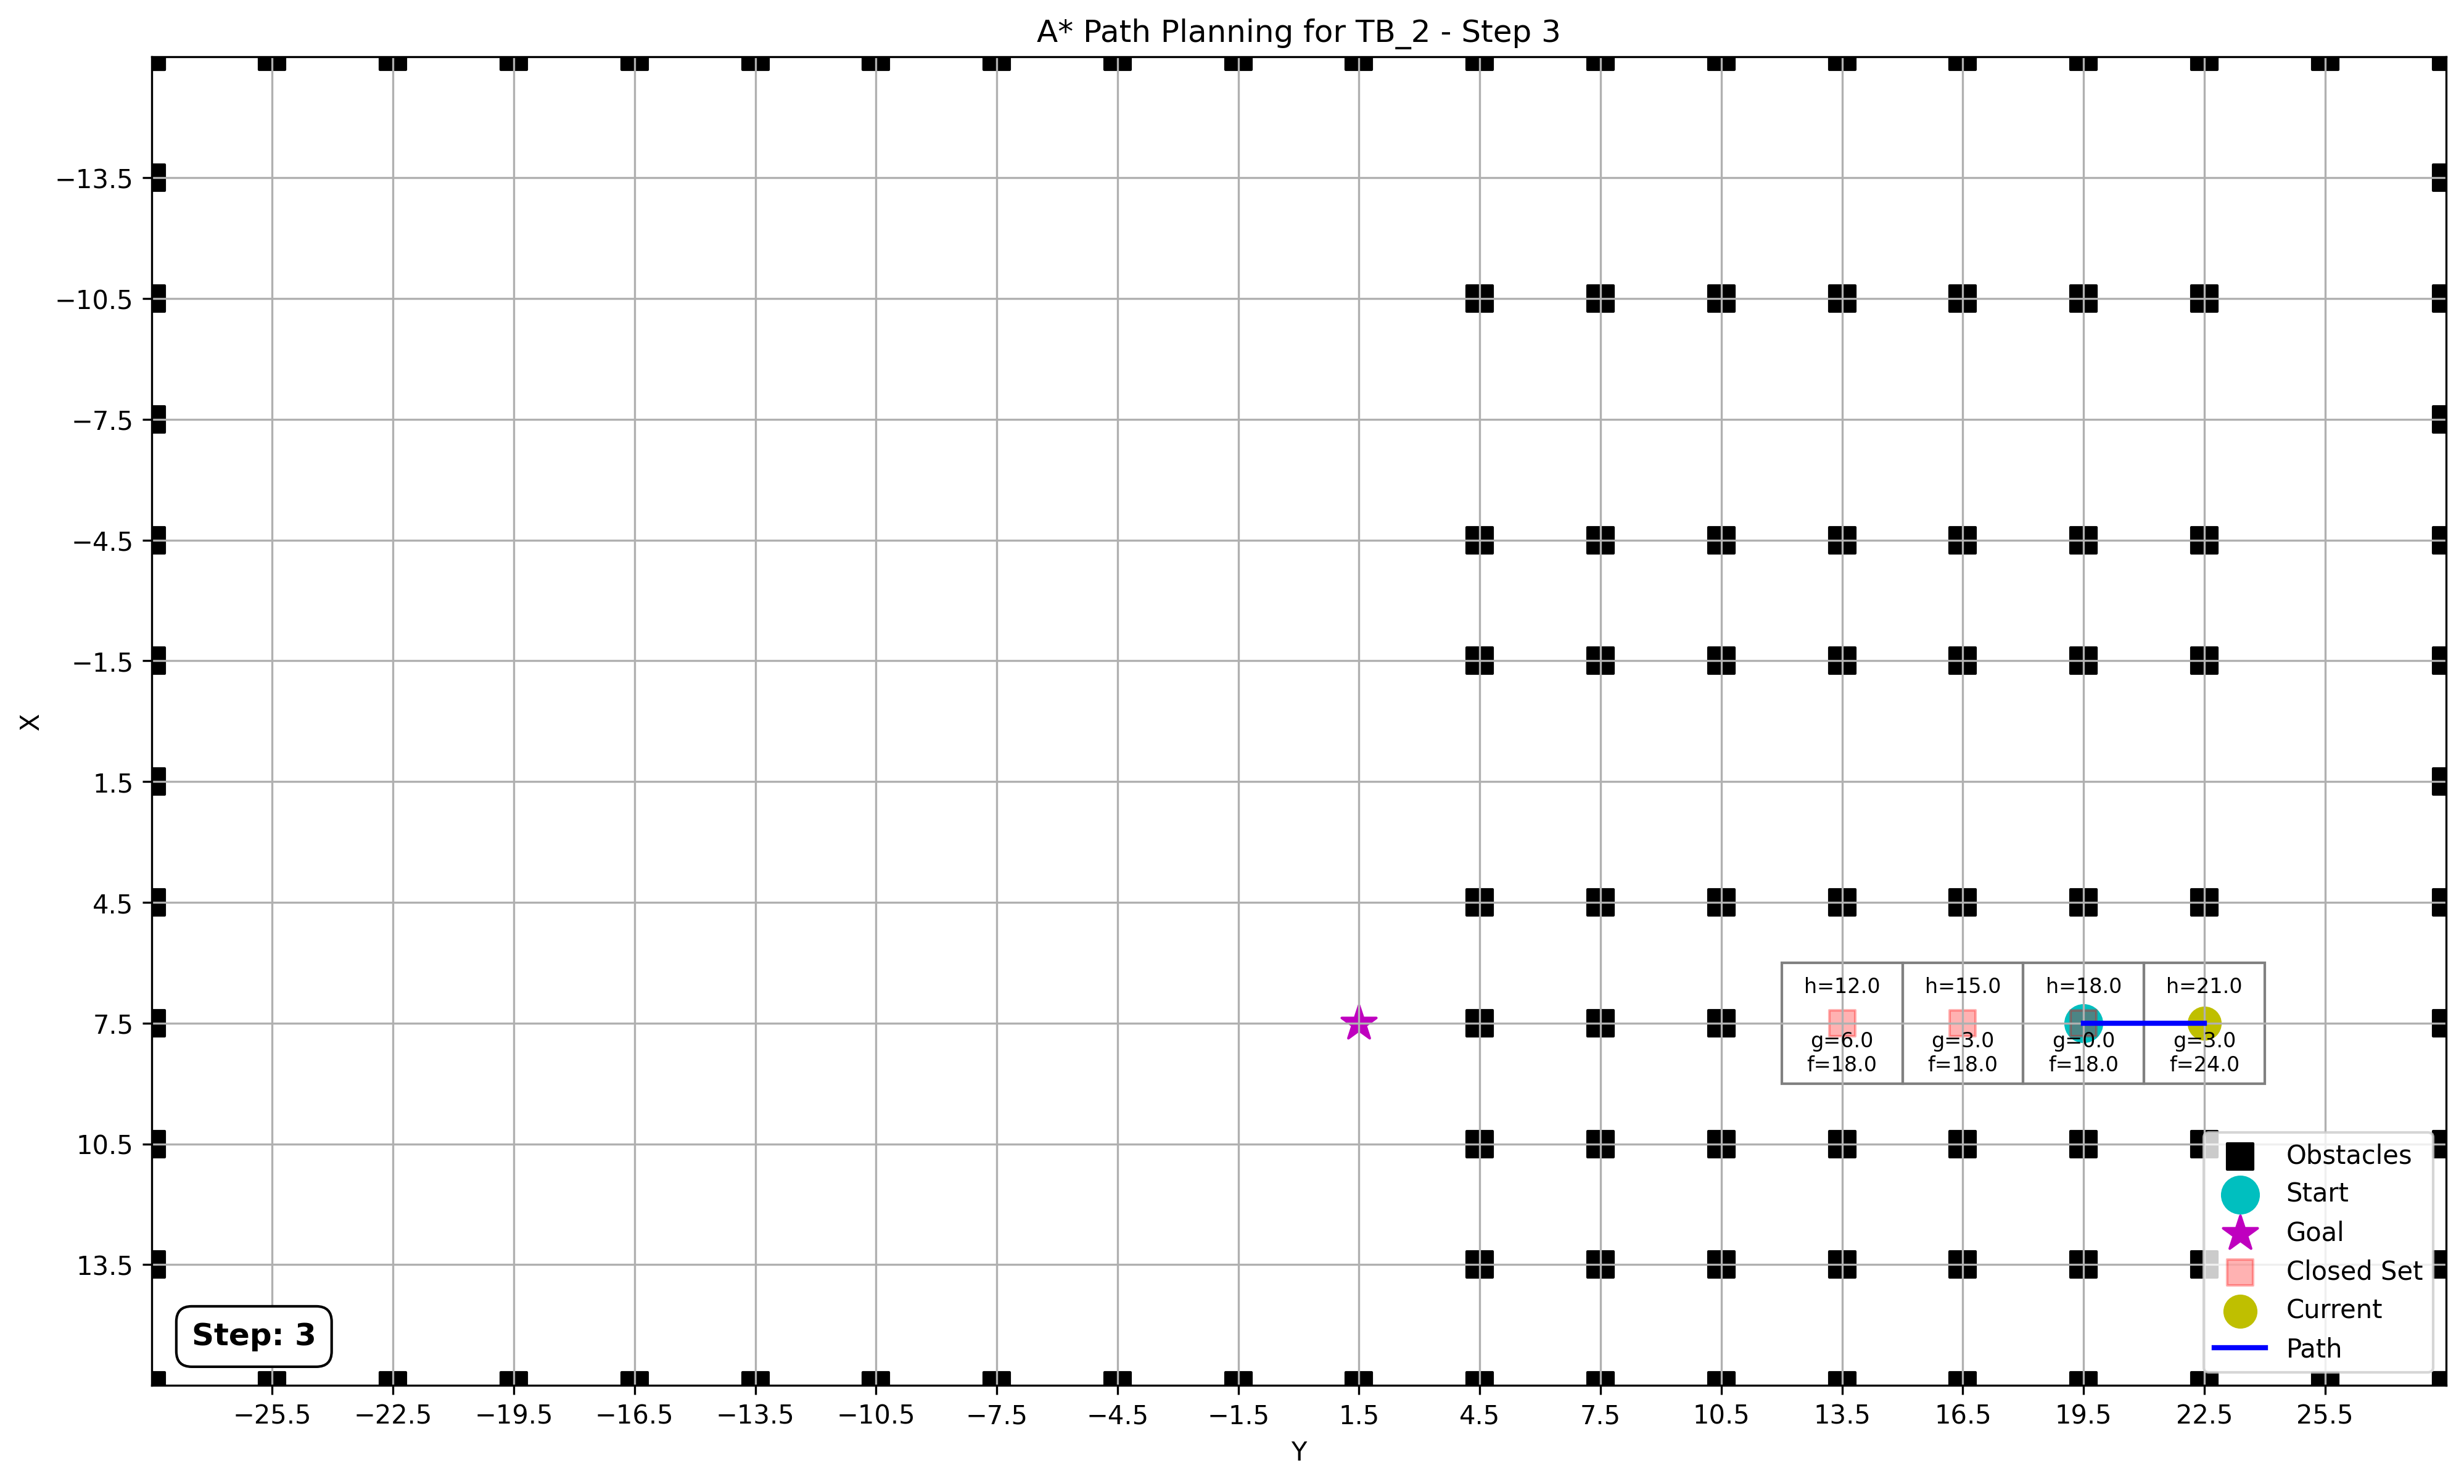 A* Path Planning for TB_2 - Step 3
X
−13.5
−10.5
−7.5
−4.5
−1.5
1.5
4.5
7.5
10.5
13.5
h=12.0 h=15.0 h=18.0 h=21.0
g=6.0 g=3.0 g=0.0 g=3.0
f=18.0 f=18.0 f=18.0 f=24.0
Obstacles
Start
Goal
Closed Set
Current
Path
Step: 3
−25.5 −22.5 −19.5 −16.5 −13.5 −10.5 −7.5 −4.5 −1.5 1.5 4.5 7.5 10.5 13.5 16.5 19.5 22.5 25.5
Y